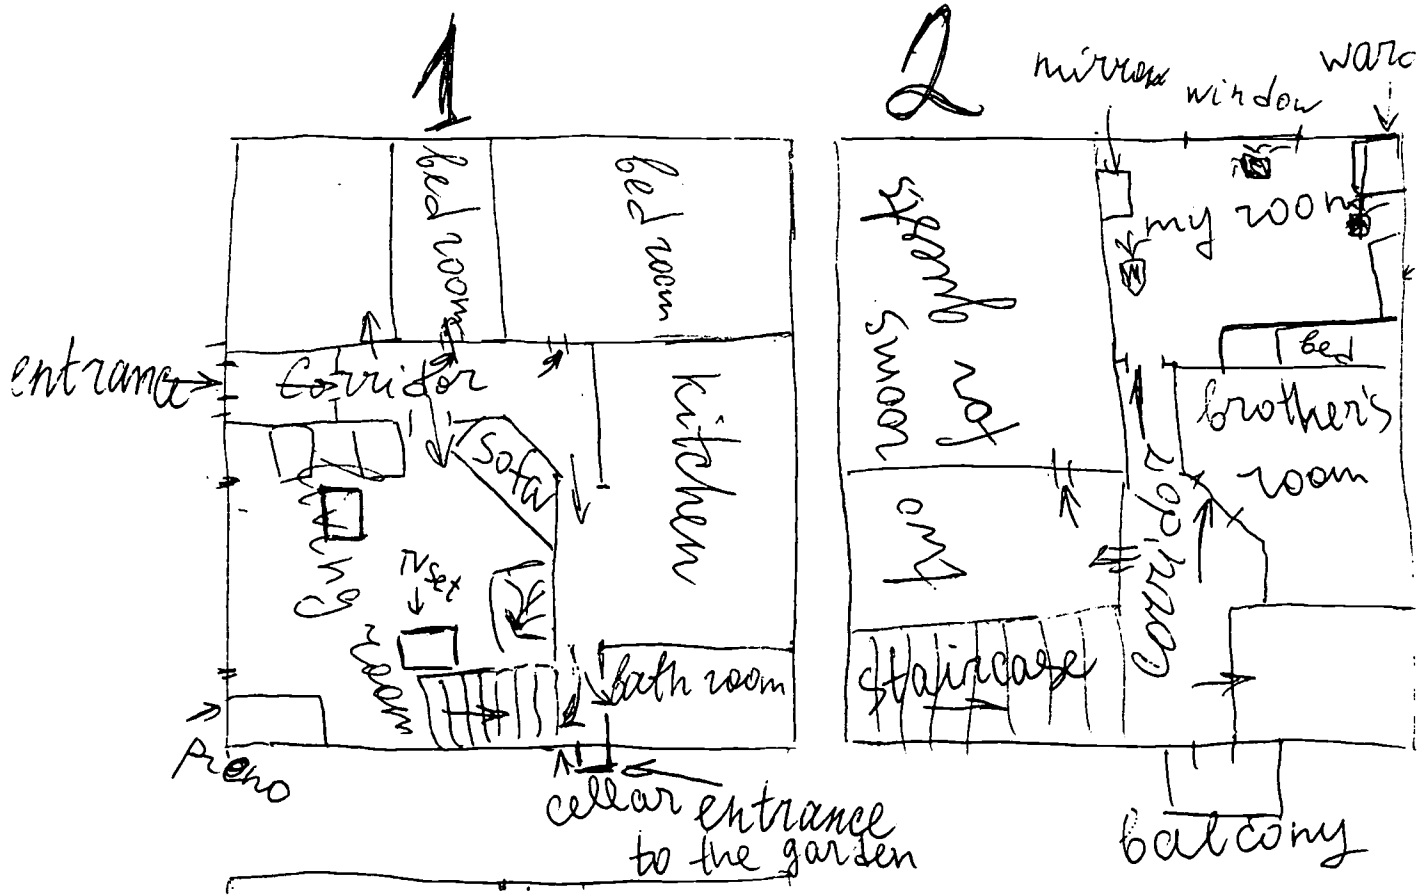 1
2
mirror
window
ward
bed room
bed room
my room
rooms
for guests
entrance
Corridor
bed
Sofa
kitchen
brother's
room
living
room
TV set
corridor
Staircase
bath room
Piano
cellar
entrance
to the garden
balcony